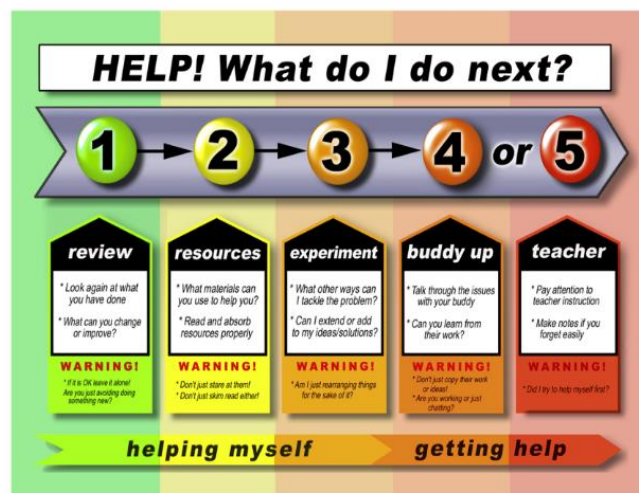 HELP! What do I do next?
1 2 3 4 or 5
review
* Look again at what
you have done
* What can you change
or improve?
WARNING!
* If it is OK leave it alone!
Are you just avoiding doing
something new?
resources
* What materials can
you use to help you?
* Read and absorb
resources properly
WARNING!
* Don't just stare at them!
* Don't just skim read either!
experiment
* What other ways can
I tackle the problem?
* Can I extend or add
to my ideas/solutions?
WARNING!
* Am I just rearranging things
for the sake of it?
buddy up
* Talk through the issues
with your buddy
* Can you learn from
their work?
WARNING!
* Don't just copy their work
or ideas!
* Are you working or just
chatting?
teacher
* Pay attention to
teacher instruction
* Make notes if you
forget easily
WARNING!
* Did I try to help myself first?
helping myself
getting help